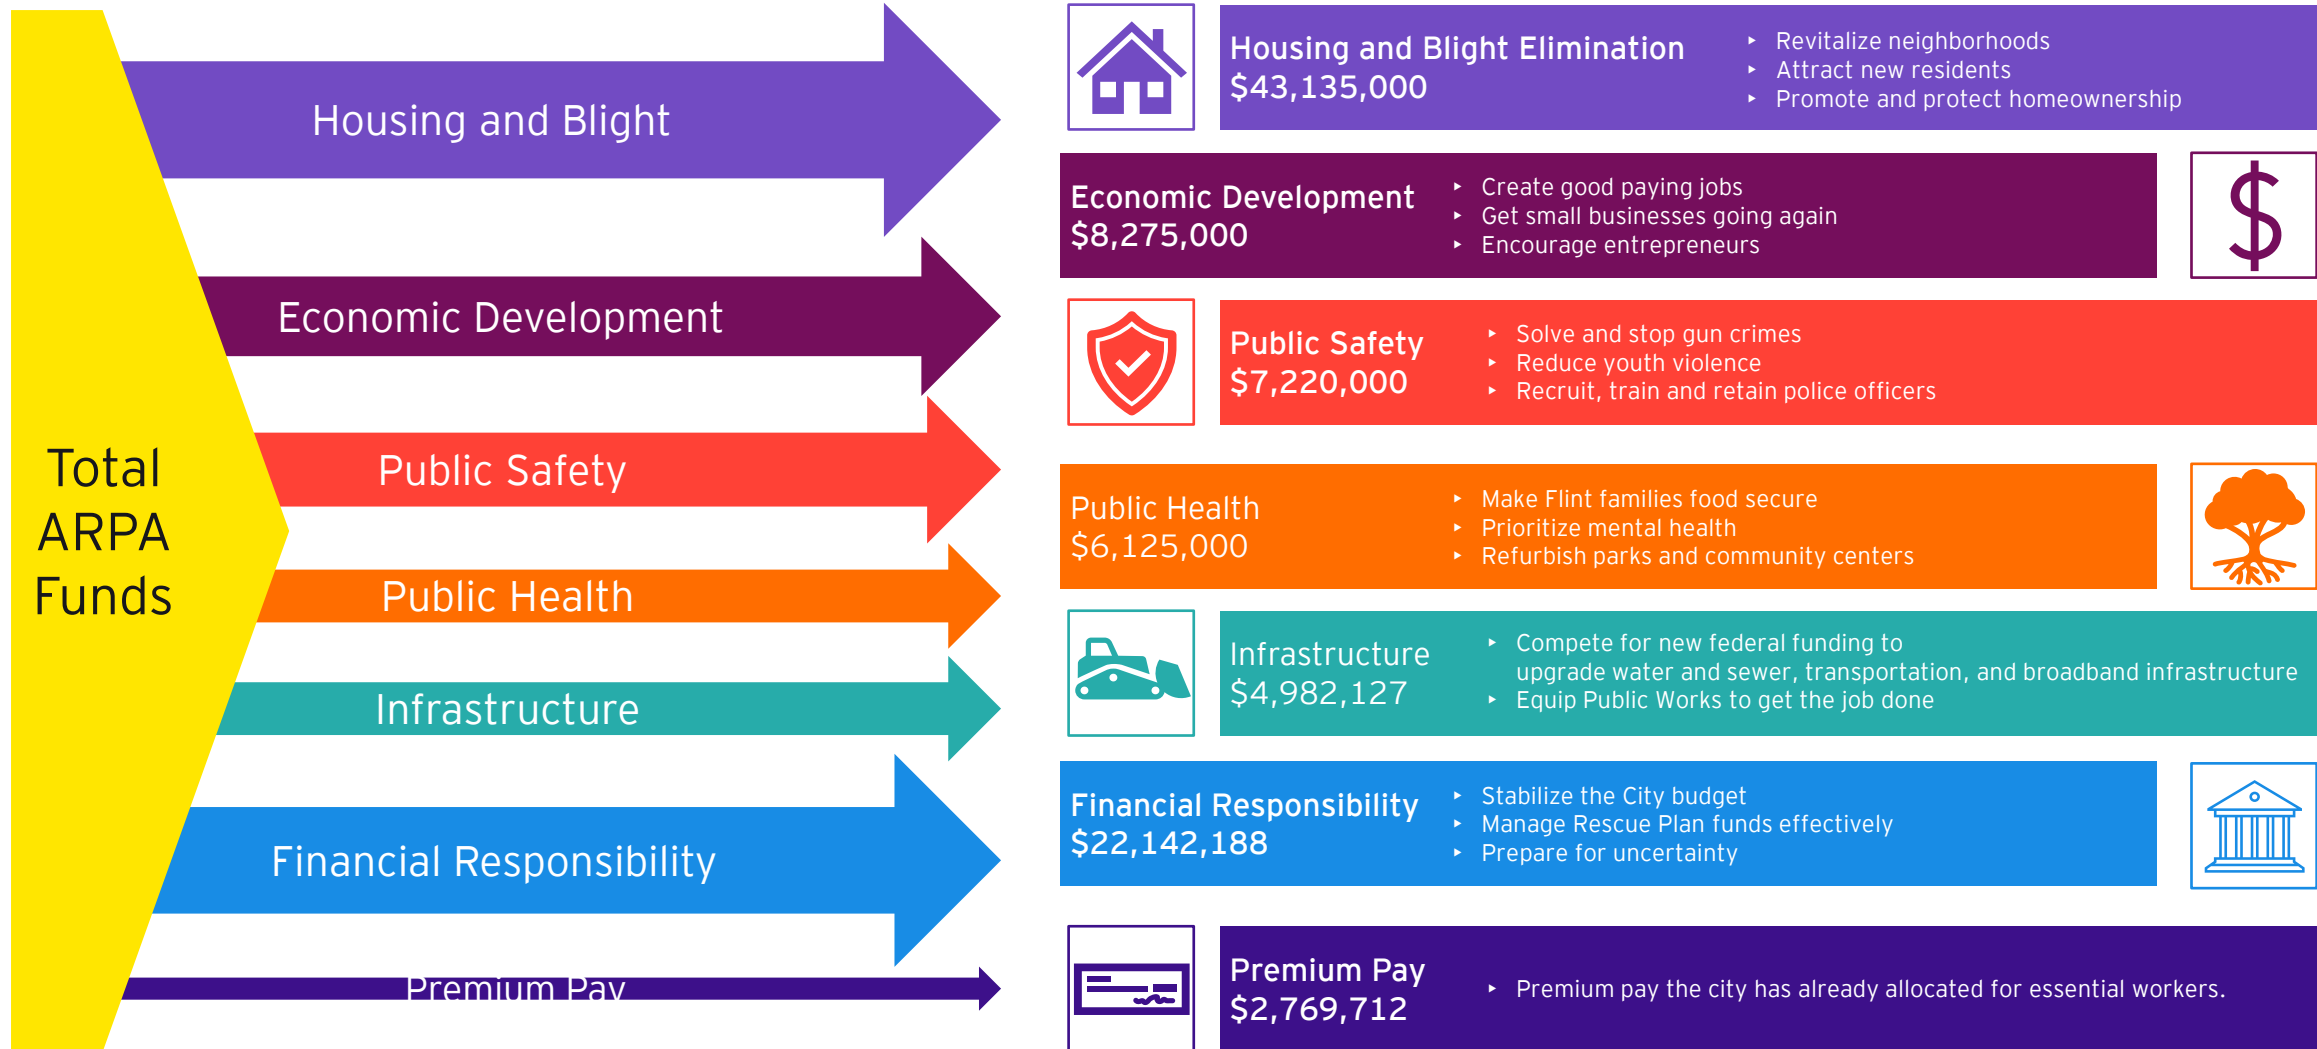 Total
ARPA
Funds
Housing and Blight
Economic Development
Public Safety
Public Health
Infrastructure
Financial Responsibility
Premium Pay
Housing and Blight Elimination
$43,135,000
‣ Revitalize neighborhoods
‣ Attract new residents
‣ Promote and protect homeownership
Economic Development
$8,275,000
‣ Create good paying jobs
‣ Get small businesses going again
‣ Encourage entrepreneurs
$
Public Safety
$7,220,000
‣ Solve and stop gun crimes
‣ Reduce youth violence
‣ Recruit, train and retain police officers
Public Health
$6,125,000
‣ Make Flint families food secure
‣ Prioritize mental health
‣ Refurbish parks and community centers
Infrastructure
$4,982,127
‣ Compete for new federal funding to
upgrade water and sewer, transportation, and broadband infrastructure
‣ Equip Public Works to get the job done
Financial Responsibility
$22,142,188
‣ Stabilize the City budget
‣ Manage Rescue Plan funds effectively
‣ Prepare for uncertainty
Premium Pay
$2,769,712
‣ Premium pay the city has already allocated for essential workers.